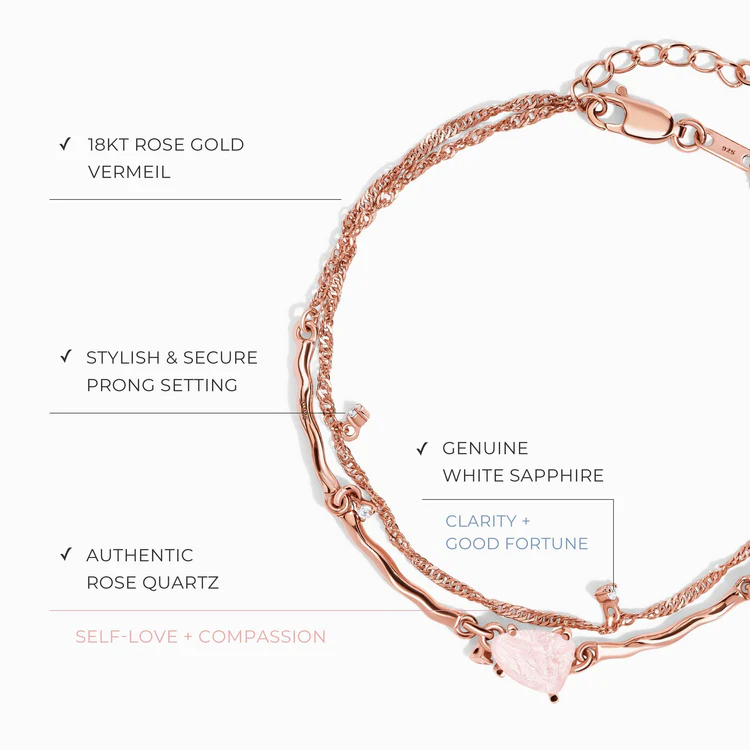 18KT ROSE GOLD
VERMEIL
925
STYLISH & SECURE
PRONG SETTING
GENUINE
WHITE SAPPHIRE
CLARITY +
GOOD FORTUNE
AUTHENTIC
ROSE QUARTZ
SELF-LOVE + COMPASSION